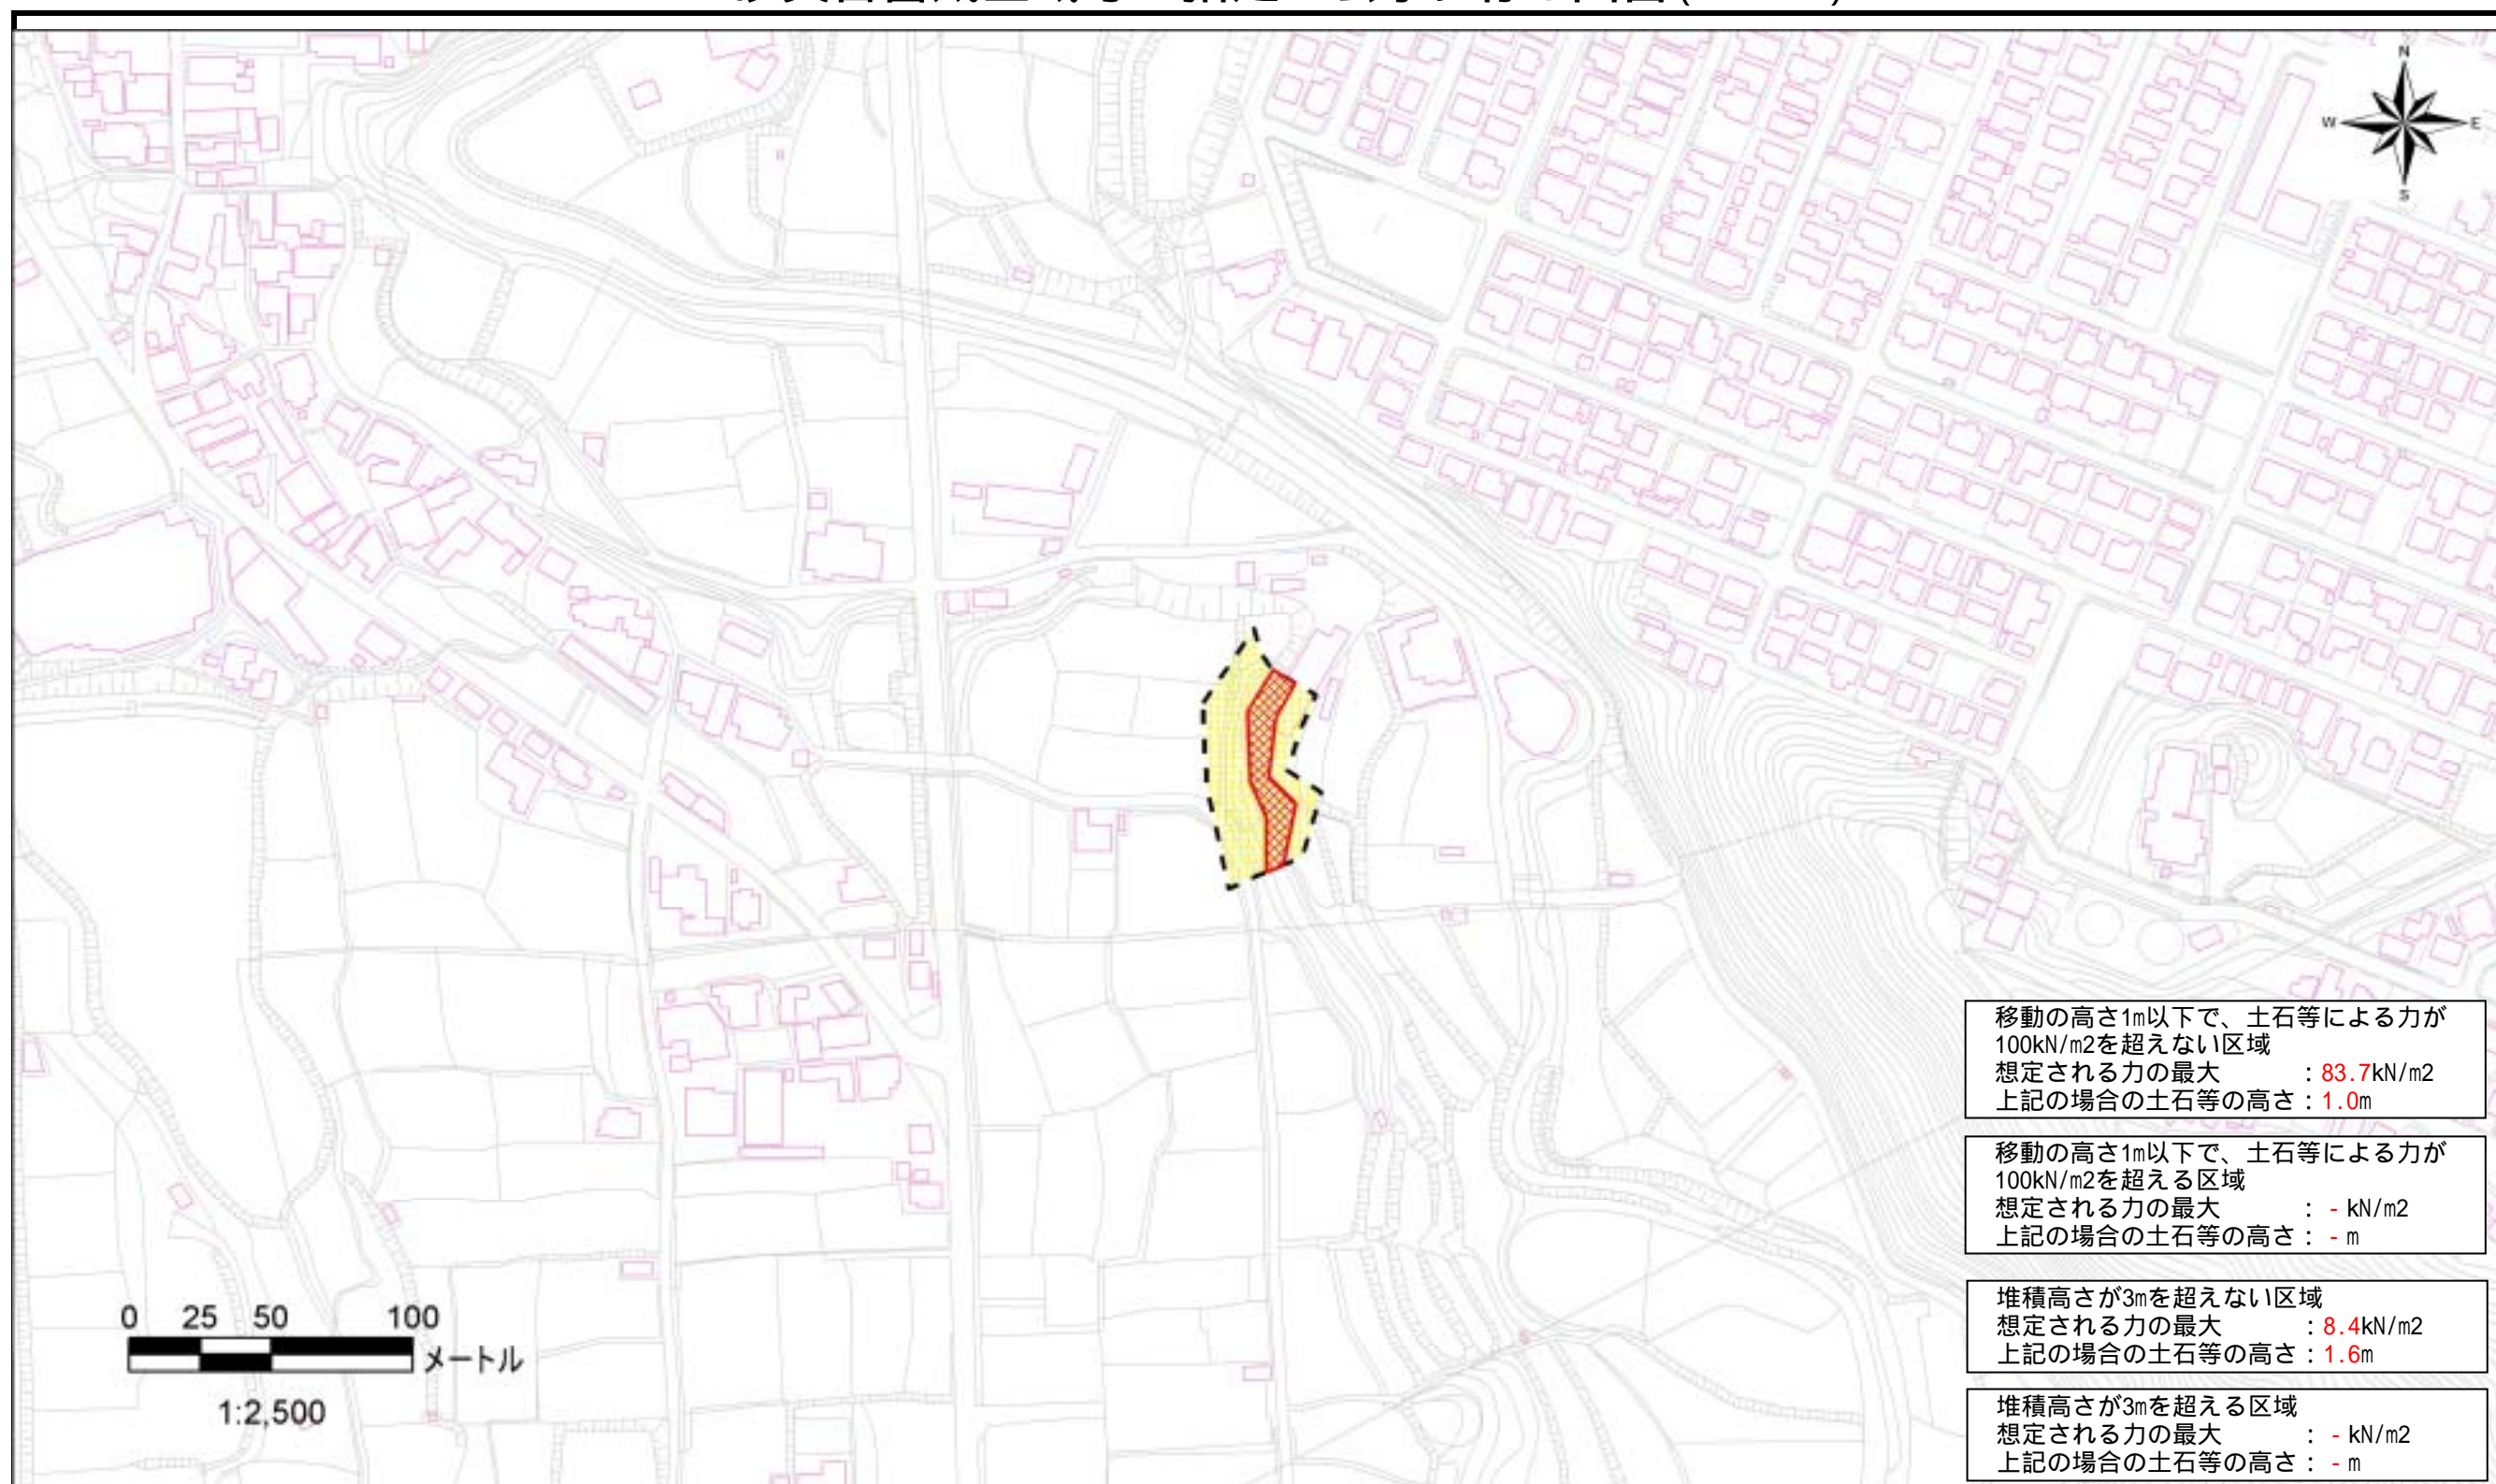 N
W
E
S
移動の高さ1m以下で、土石等による力が
100kN/m2を超えない区域
想定される力の最大　　　：83.7kN/m2
上記の場合の土石等の高さ：1.0m
移動の高さ1m以下で、土石等による力が
100kN/m2を超える区域
想定される力の最大　　　： - kN/m2
上記の場合の土石等の高さ： - m
堆積高さが3mを超えない区域
想定される力の最大　　　：8.4kN/m2
上記の場合の土石等の高さ：1.6m
堆積高さが3mを超える区域
想定される力の最大　　　： - kN/m2
上記の場合の土石等の高さ： - m
0 25 50 100
メートル
1:2,500